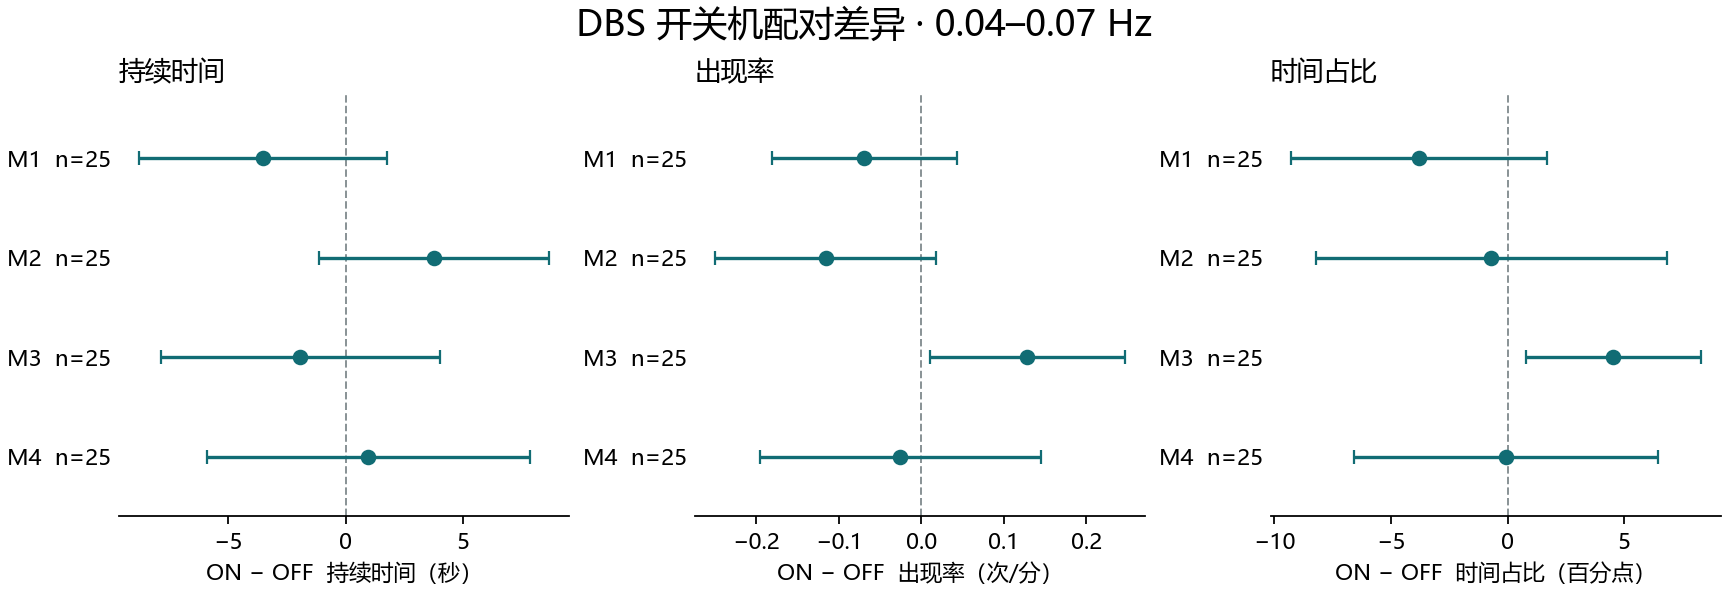 DBS 开关机配对差异 · 0.04–0.07 Hz
持续时间
M1 n=25
M2 n=25
M3 n=25
M4 n=25
−5 0 5
ON − OFF 持续时间（秒）
出现率
M1 n=25
M2 n=25
M3 n=25
M4 n=25
−0.2 −0.1 0.0 0.1 0.2
ON − OFF 出现率（次/分）
时间占比
M1 n=25
M2 n=25
M3 n=25
M4 n=25
−10 −5 0 5
ON − OFF 时间占比（百分点）